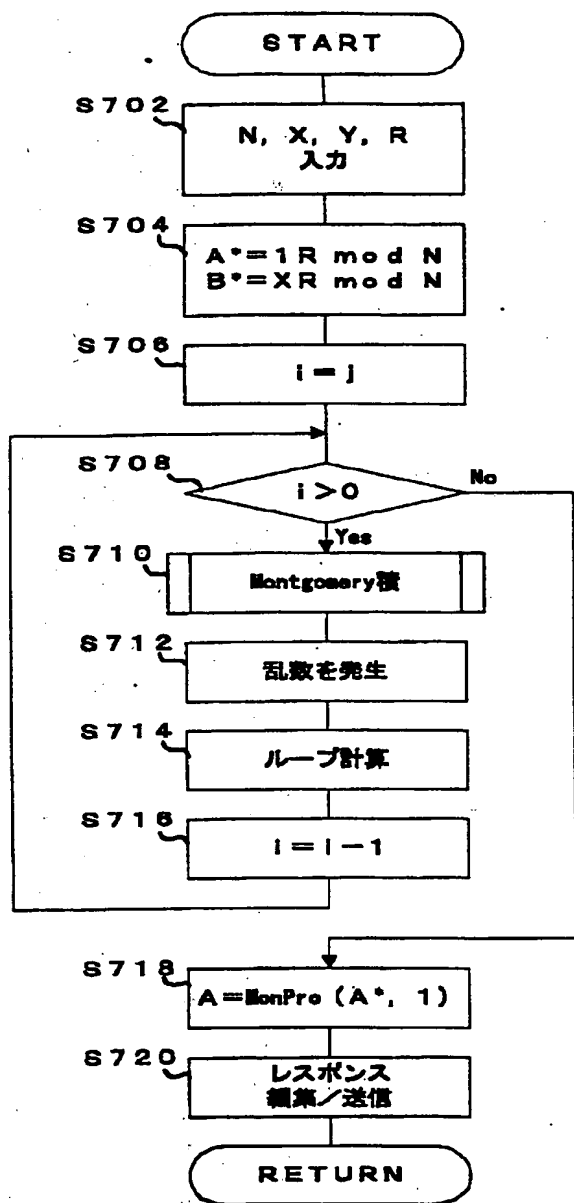 START
S702
N, X, Y, R
入力
S704
A*=1R mod N
B*=XR mod N
S706
i=j
S708
i>0
No
Yes
S710
Montgomery積
S712
乱数を発生
S714
ループ計算
S716
i=i-1
S718
A=MonPro(A*, 1)
S720
レスポンス
編集/送信
RETURN